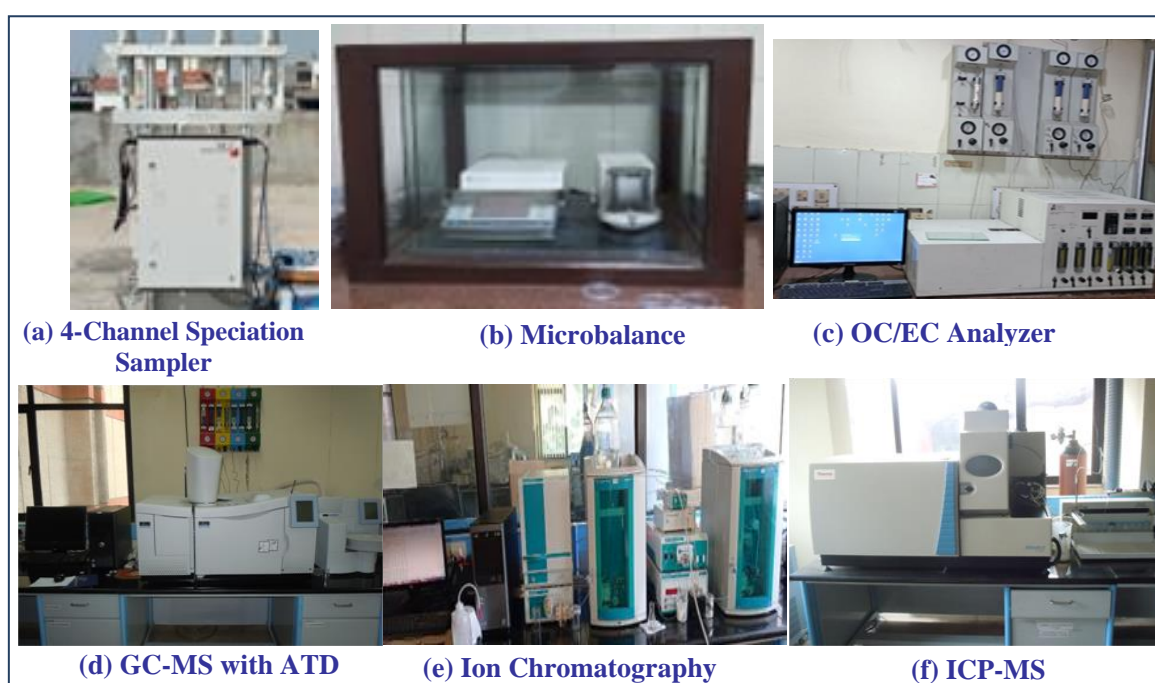 (a) 4-Channel Speciation
Sampler
(b) Microbalance
(c) OC/EC Analyzer
(d) GC-MS with ATD
(e) Ion Chromatography
(f) ICP-MS